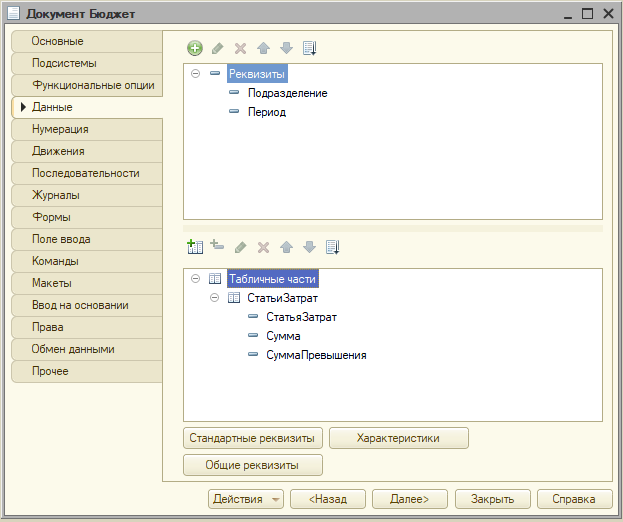 Документ Бюджет
Основные
Подсистемы
Функциональные опции
Данные
Нумерация
Движения
Последовательности
Журналы
Формы
Поле ввода
Команды
Макеты
Ввод на основании
Права
Обмен данными
Прочее
Реквизиты
Подразделение
Период
Табличные части
СтатьиЗатрат
СтатьяЗатрат
Сумма
СуммаПревышения
Стандартные реквизиты
Характеристики
Общие реквизиты
Действия
<Назад
Далее>
Закрыть
Справка